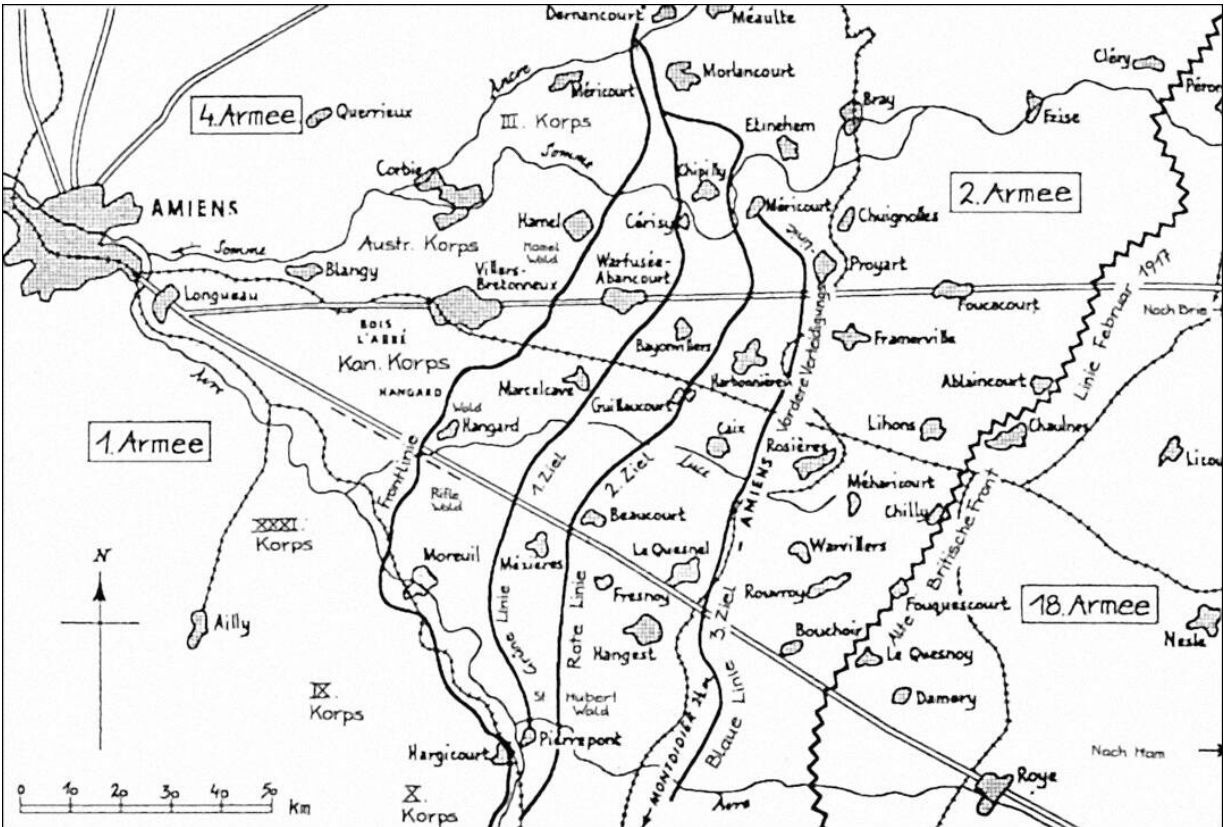 Dernancourt
Méaulte
Cléry
Ancre
Méricourt
Morlancourt
Bray
4. Armee
Querrieux
III. Korps
Etinehem
Ezise
Corbie
Somme
Chipilly
2. Armee
AMIENS
Hamel
Cérisy
Méricourt
Chuignolles
Austr. Korps
Hamel
Wald
Somme
Blangy
Villers-
Bretonneux
Warfusée-
Abancourt
Proyart
Longueau
Foucacourt
Linie Februar 1917
Nach Brie
BOIS
L'ABBÉ
Bayonvillers
Framerville
Kan. Korps
Harbonnières
Vordere Verteidigungs
HANGARD
Wald
Marcelcave
Guillaucourt
Ablaincourt
Hangard
Caix
Lihons
Chaulnes
1. Armee
Frontlinie
1. Ziel
2. Ziel
Luce
Rosières
Licou
Rifle
Wald
Méharicourt
Chilly
XXXI.
Korps
Beaucourt
AMIENS
Alte Britische Front
N
Moreuil
Mézières
Le Quesnel
Warvillers
Fresnoy
Rouvroy
Fouquescourt
18. Armee
Ailly
Grüne Linie
Rote Linie
Hangest
3. Ziel
Bouchoir
Nesle
Le Quesnoy
IX.
Korps
St
Hubert
Wald
Blaue Linie
Damery
Hargicourt
Pierrepont
MONTDIDIER
Nach Ham
Roye
X.
Korps
Avre
0 10 20 30 40 50 km